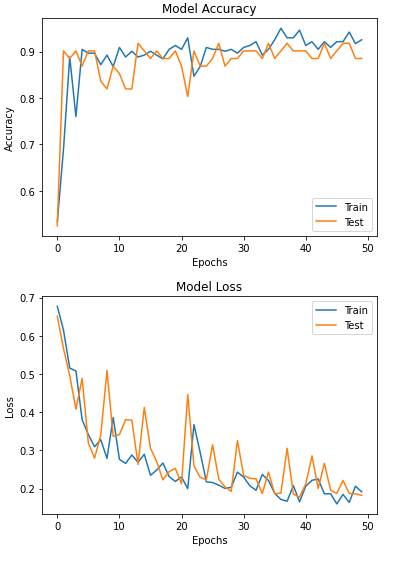 Model Accuracy
0.9
0.8
0.7
0.6
Accuracy
Train
Test
0 10 20 30 40 50
Epochs
Model Loss
0.7
0.6
0.5
0.4
0.3
0.2
Loss
Train
Test
0 10 20 30 40 50
Epochs